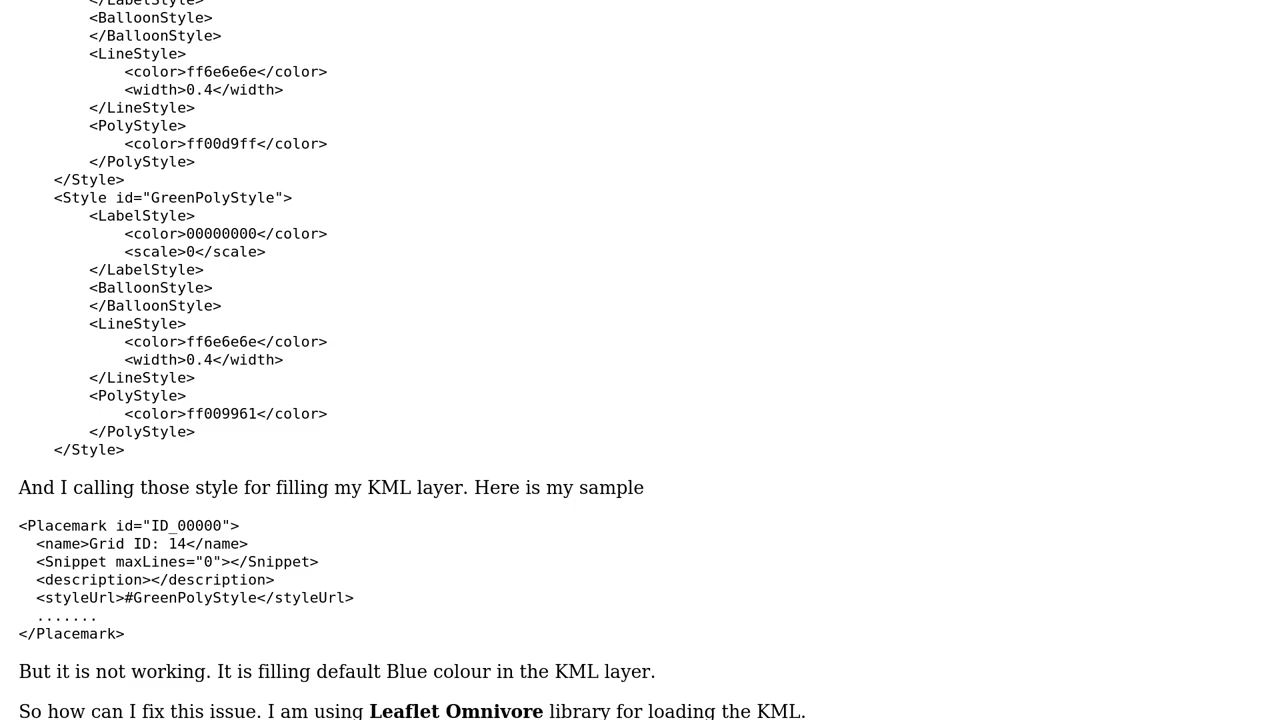 </LabelStyle>
        <BalloonStyle>
        </BalloonStyle>
        <LineStyle>
            <color>ff6e6e6e</color>
            <width>0.4</width>
        </LineStyle>
        <PolyStyle>
            <color>ff00d9ff</color>
        </PolyStyle>
    </Style>
    <Style id="GreenPolyStyle">
        <LabelStyle>
            <color>00000000</color>
            <scale>0</scale>
        </LabelStyle>
        <BalloonStyle>
        </BalloonStyle>
        <LineStyle>
            <color>ff6e6e6e</color>
            <width>0.4</width>
        </LineStyle>
        <PolyStyle>
            <color>ff009961</color>
        </PolyStyle>
    </Style>
And I calling those style for filling my KML layer. Here is my sample
<Placemark id="ID_00000">
  <name>Grid ID: 14</name>
  <Snippet maxLines="0"></Snippet>
  <description></description>
  <styleUrl>#GreenPolyStyle</styleUrl>
  .......
</Placemark>
But it is not working. It is filling default Blue colour in the KML layer.
So how can I fix this issue. I am using Leaflet Omnivore library for loading the KML.